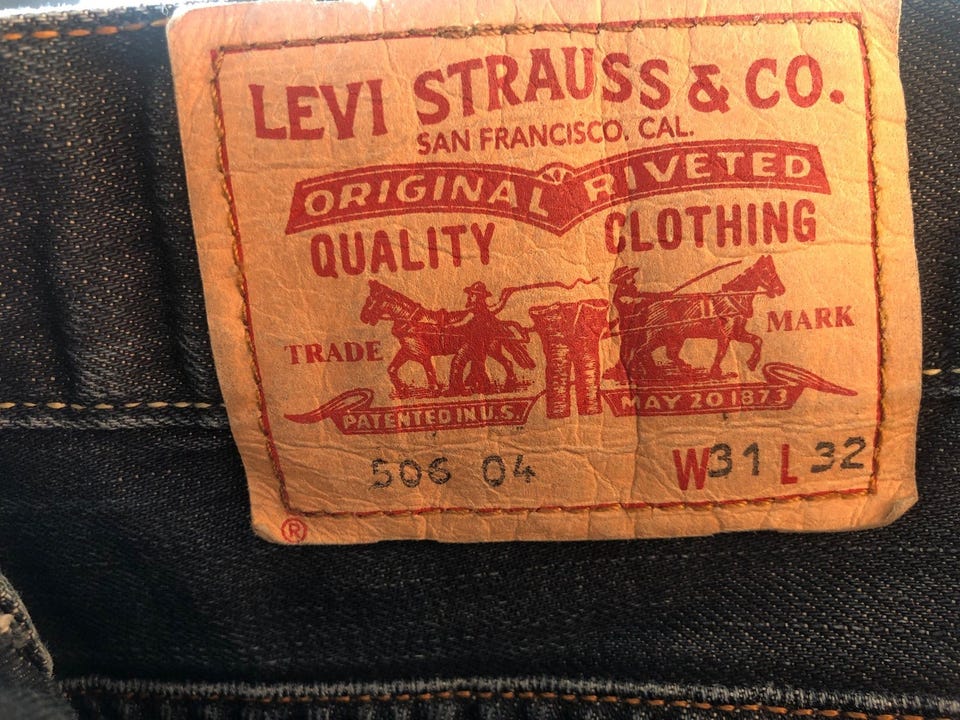 LEVI STRAUSS & CO.
SAN FRANCISCO. CAL.
ORIGINAL RIVETED
QUALITY CLOTHING
TRADE MARK
PATENTED IN U.S. MAY 20 1873
506 04 W31 L32
®